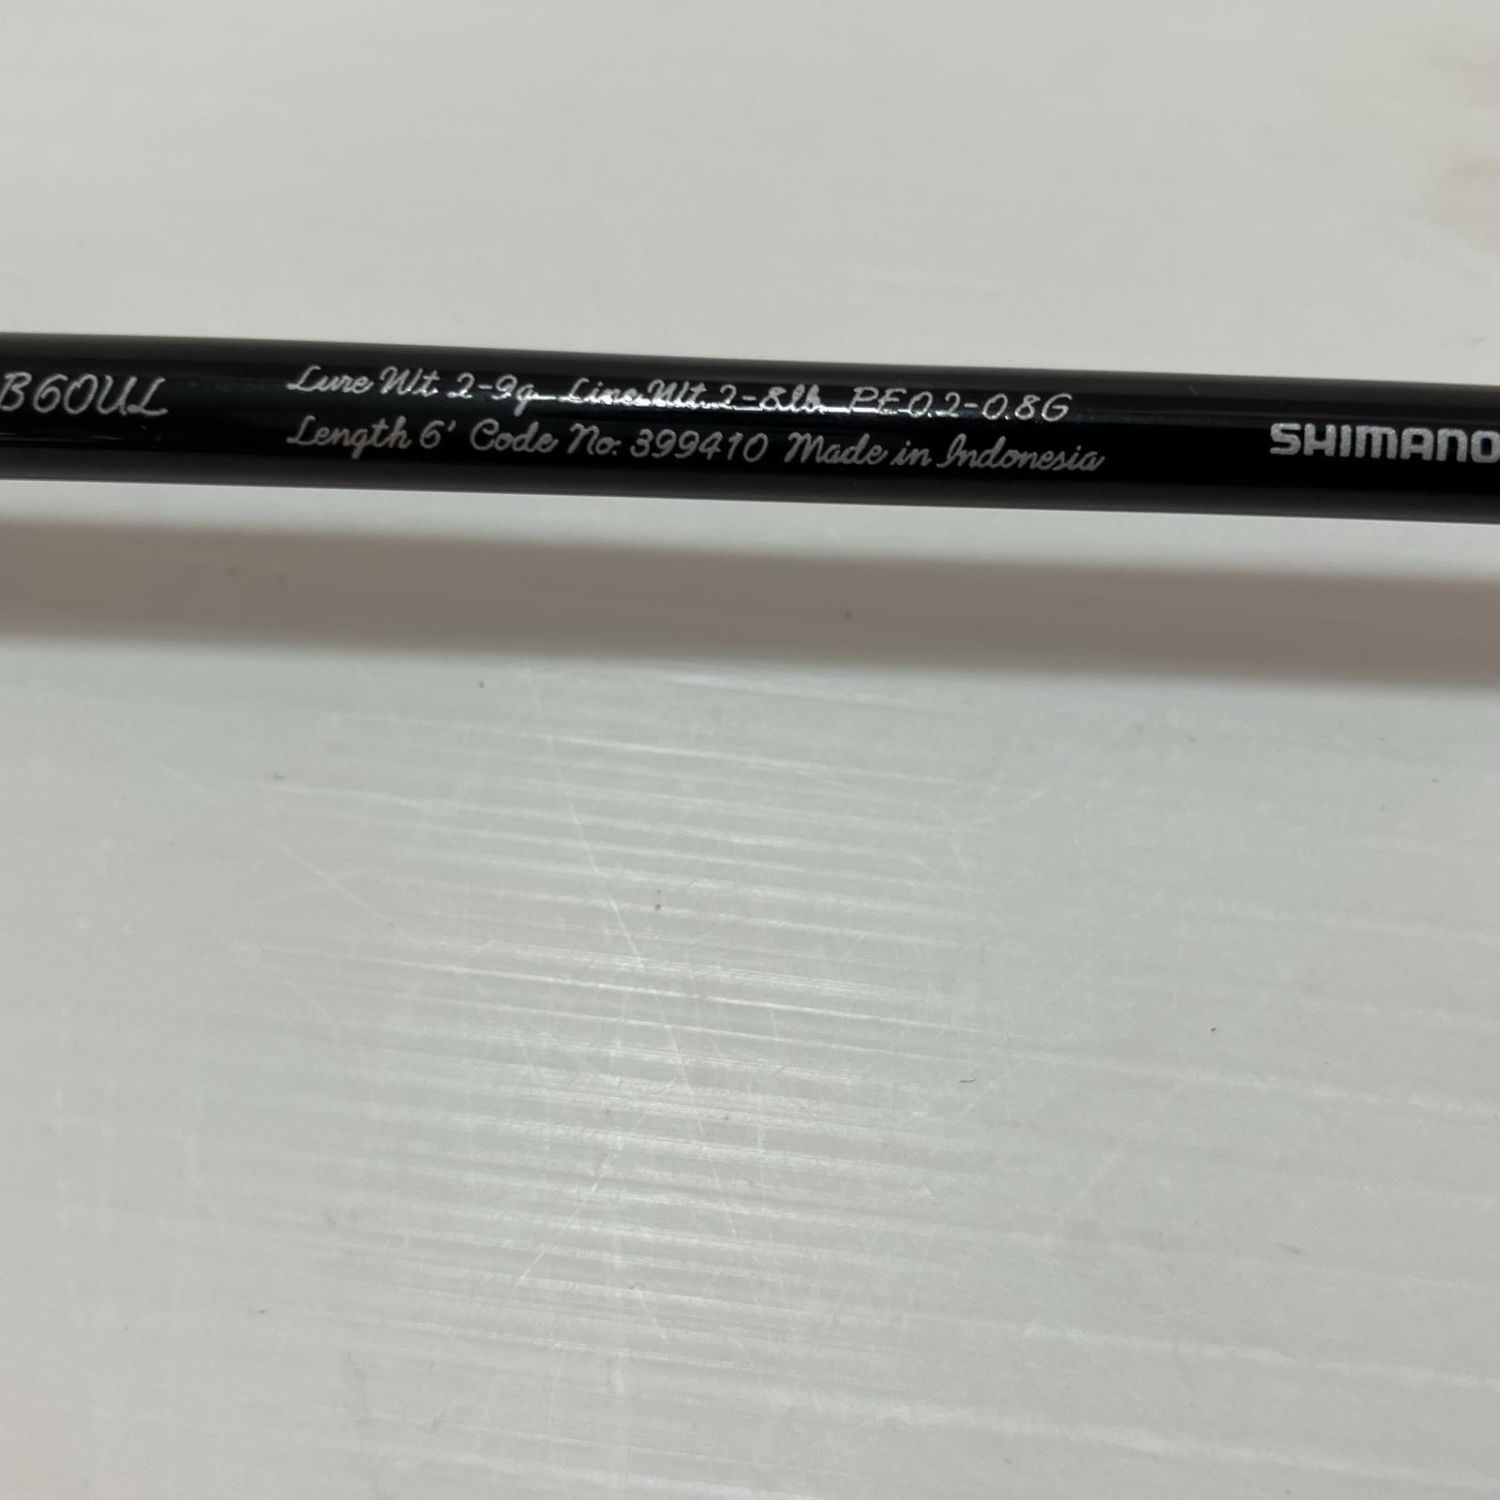 B60UL
Lure Wt. 2-9g Line Wt. 2-8lb PE0.2-0.8G
Length 6' Code No. 399410 Made in Indonesia
SHIMANO